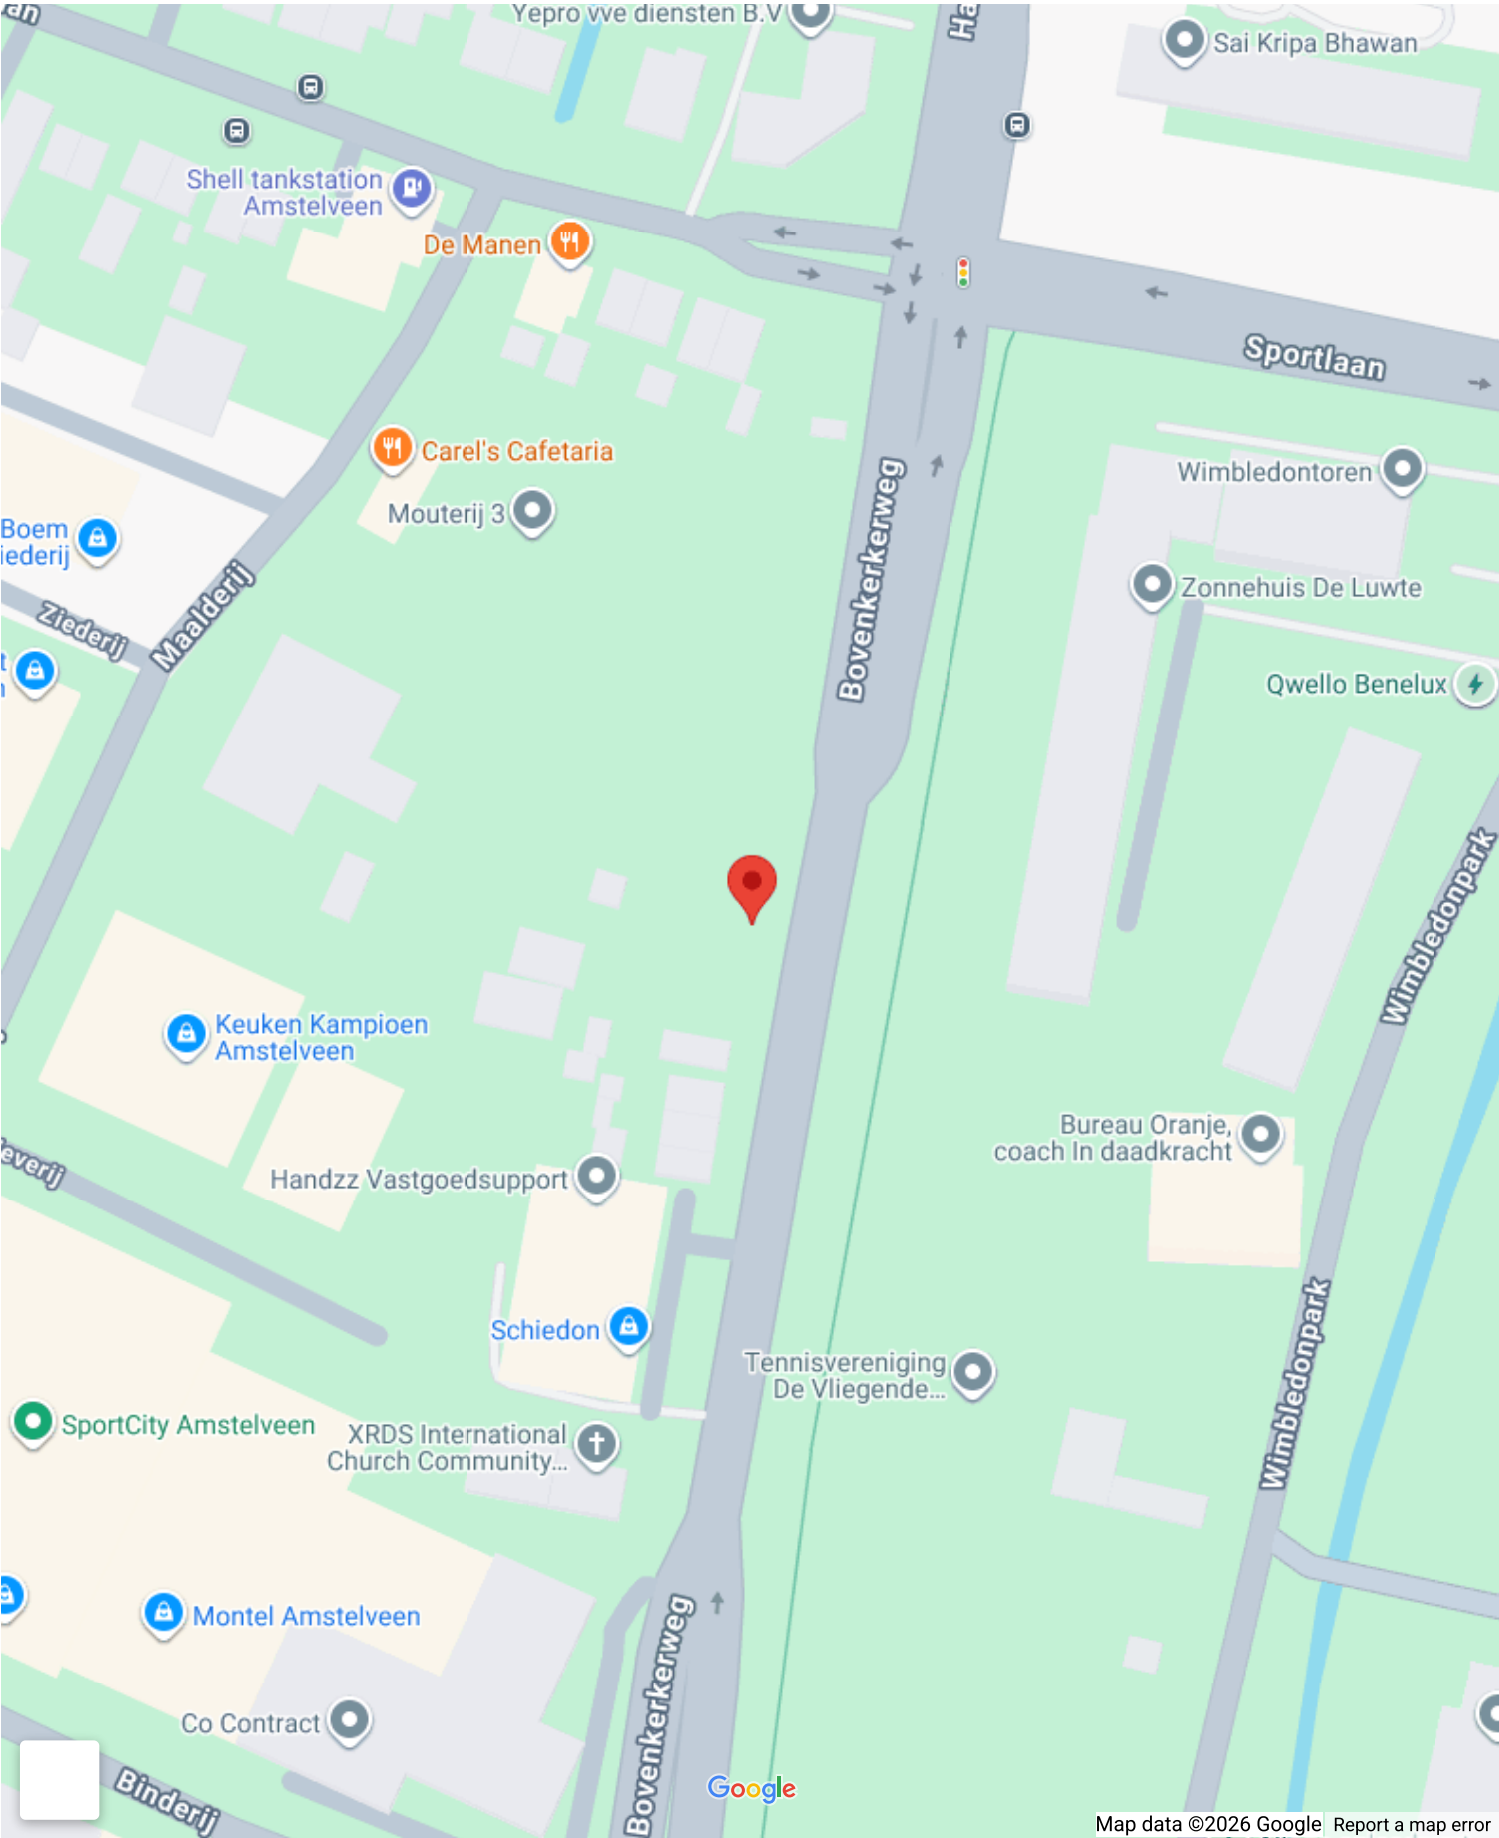 Yepro vve diensten B.V
Sai Kripa Bhawan
Shell tankstation
Amstelveen
De Manen
Sportlaan
Carel's Cafetaria
Wimbledontoren
Mouterij 3
Boem
iederij
Bovenkerkerweg
Zonnehuis De Luwte
Ziederij
Maalderij
Qwello Benelux
Wimbledonpark
Keuken Kampioen
Amstelveen
Bureau Oranje,
coach In daadkracht
everij
Handzz Vastgoedsupport
Schiedon
Wimbledonpark
Tennisvereniging
De Vliegende...
SportCity Amstelveen
XRDS International
Church Community...
Montel Amstelveen
Bovenkerkerweg
Co Contract
Binderij
Google
Map data ©2026 Google
Report a map error